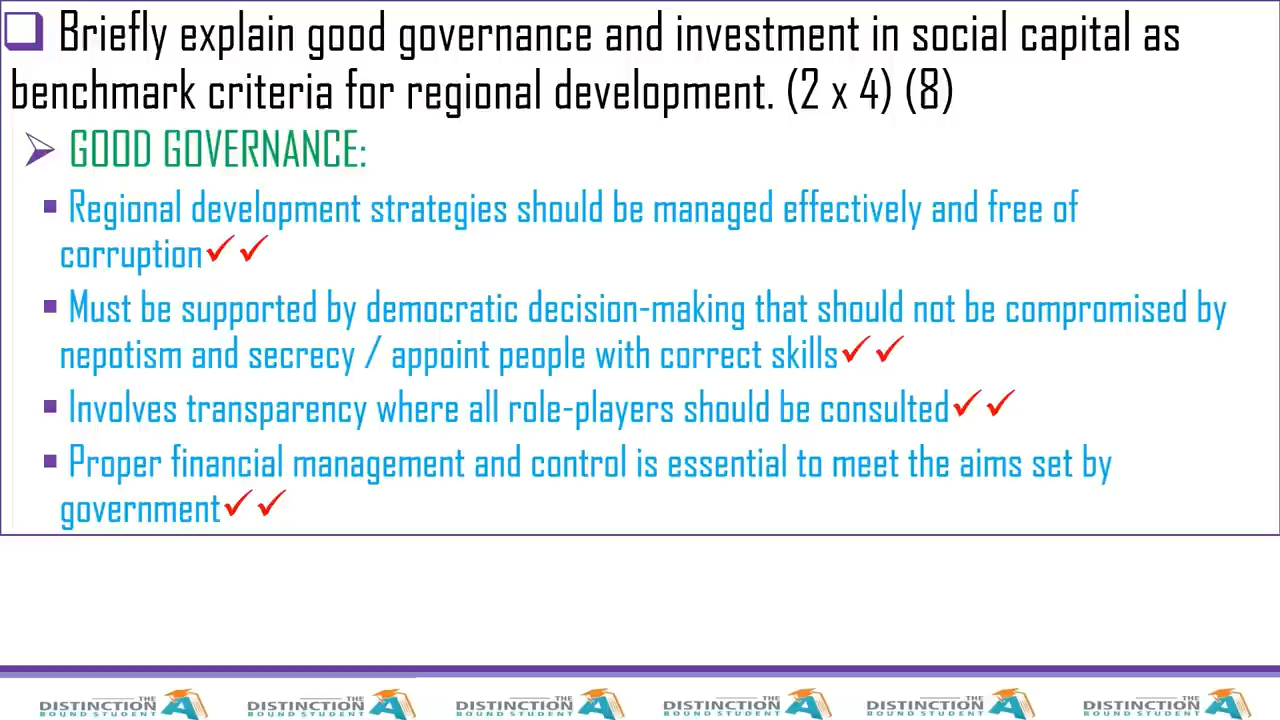 Briefly explain good governance and investment in social capital as
benchmark criteria for regional development. (2 x 4) (8)
GOOD GOVERNANCE:
Regional development strategies should be managed effectively and free of
corruption✓✓
Must be supported by democratic decision-making that should not be compromised by
nepotism and secrecy / appoint people with correct skills✓✓
Involves transparency where all role-players should be consulted✓✓
Proper financial management and control is essential to meet the aims set by
government✓✓
THE DISTINCTION BOUND STUDENT
THE DISTINCTION BOUND STUDENT
THE DISTINCTION BOUND STUDENT
THE DISTINCTION BOUND STUDENT
THE DISTINCTION BOUND STUDENT
THE DISTINCTION BOUND STUDENT